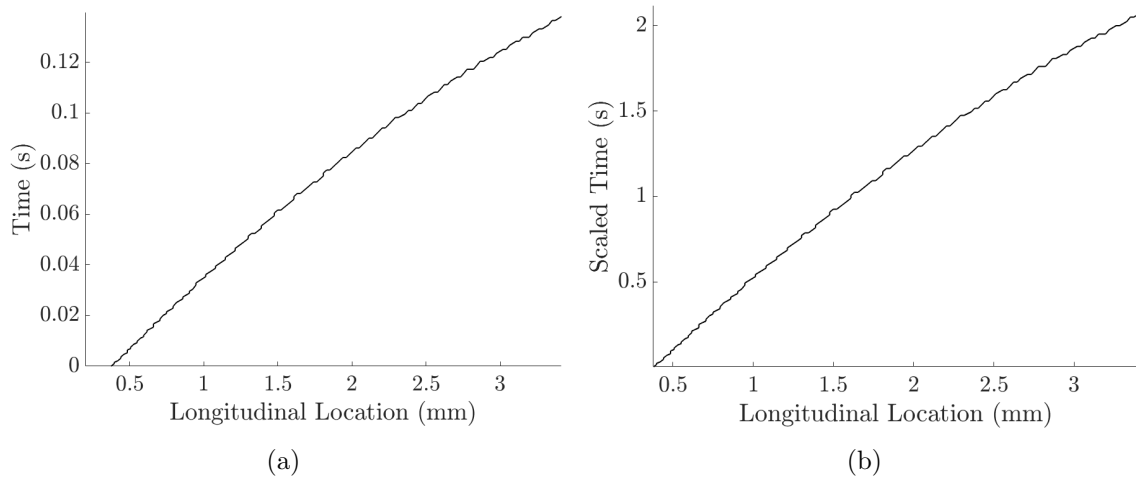 Time (s)
0.12
0.1
0.08
0.06
0.04
0.02
0
0.5 1 1.5 2 2.5 3
Longitudinal Location (mm)
(a)
Scaled Time (s)
2
1.5
1
0.5
0.5 1 1.5 2 2.5 3
Longitudinal Location (mm)
(b)